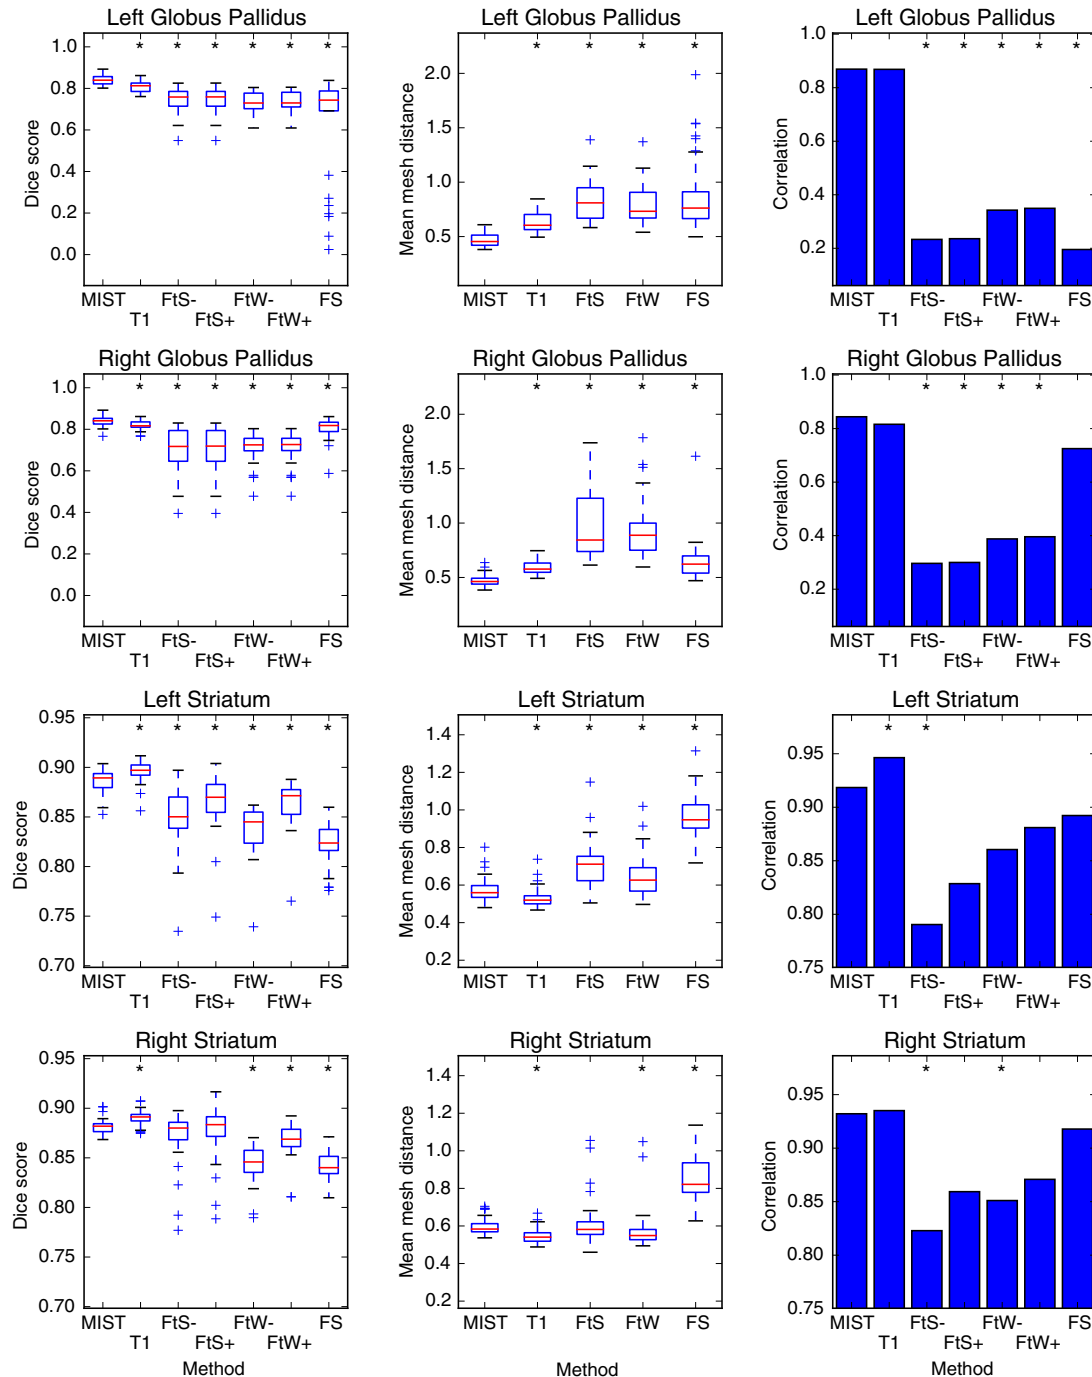 Left Globus Pallidus
* * * * * *
1.0
0.8
0.6
0.4
0.2
0.0
Dice score
MIST FtS- FtW- FS
T1 FtS+ FtW+
Left Globus Pallidus
* * * *
2.0
1.5
1.0
0.5
Mean mesh distance
MIST T1 FtS FtW FS
Left Globus Pallidus
* * * * *
1.0
0.8
0.6
0.4
0.2
Correlation
MIST FtS- FtW- FS
T1 FtS+ FtW+
Right Globus Pallidus
* * * * * *
1.0
0.8
0.6
0.4
0.2
0.0
Dice score
MIST FtS- FtW- FS
T1 FtS+ FtW+
Right Globus Pallidus
* * * *
2.0
1.5
1.0
0.5
Mean mesh distance
MIST T1 FtS FtW FS
Right Globus Pallidus
* * * *
1.0
0.8
0.6
0.4
0.2
Correlation
MIST FtS- FtW- FS
T1 FtS+ FtW+
Left Striatum
* * * * * *
0.95
0.90
0.85
0.80
0.75
0.70
Dice score
MIST FtS- FtW- FS
T1 FtS+ FtW+
Left Striatum
* * * *
1.4
1.2
1.0
0.8
0.6
0.4
0.2
Mean mesh distance
MIST T1 FtS FtW FS
Left Striatum
* *
0.95
0.90
0.85
0.80
0.75
Correlation
MIST FtS- FtW- FS
T1 FtS+ FtW+
Right Striatum
* * * *
0.95
0.90
0.85
0.80
0.75
0.70
Dice score
MIST FtS- FtW- FS
T1 FtS+ FtW+
Method
Right Striatum
* * *
1.4
1.2
1.0
0.8
0.6
0.4
0.2
Mean mesh distance
MIST T1 FtS FtW FS
Method
Right Striatum
* *
0.95
0.90
0.85
0.80
0.75
Correlation
MIST FtS- FtW- FS
T1 FtS+ FtW+
Method